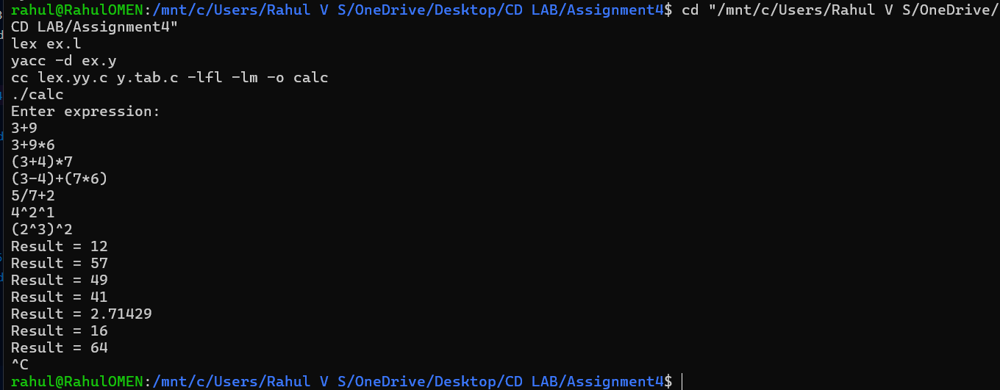 rahul@RahulOMEN:/mnt/c/Users/Rahul V S/OneDrive/Desktop/CD LAB/Assignment4$ cd "/mnt/c/Users/Rahul V S/OneDrive/
CD LAB/Assignment4"
lex ex.l
yacc -d ex.y
cc lex.yy.c y.tab.c -lfl -lm -o calc
./calc
Enter expression:
3+9
3+9*6
(3+4)*7
(3-4)+(7*6)
5/7+2
4^2^1
(2^3)^2
Result = 12
Result = 57
Result = 49
Result = 41
Result = 2.71429
Result = 16
Result = 64
^C
rahul@RahulOMEN:/mnt/c/Users/Rahul V S/OneDrive/Desktop/CD LAB/Assignment4$